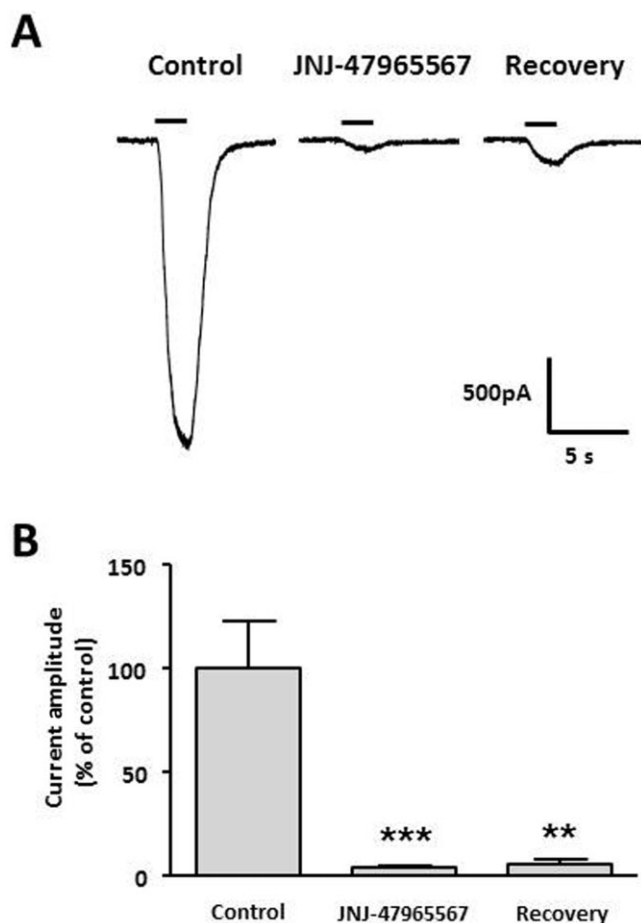 A
Control JNJ-47965567 Recovery
500pA
5 s
B
Current amplitude
(% of control)
150
100
50
0
*** **
Control JNJ-47965567 Recovery